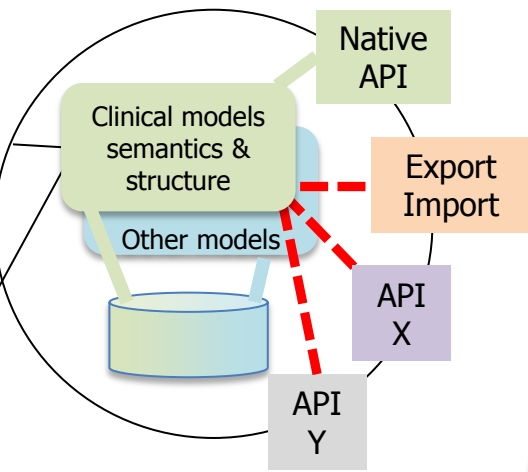 Native
API
Clinical models
semantics &
structure
Export
Import
Other models
API
X
API
Y